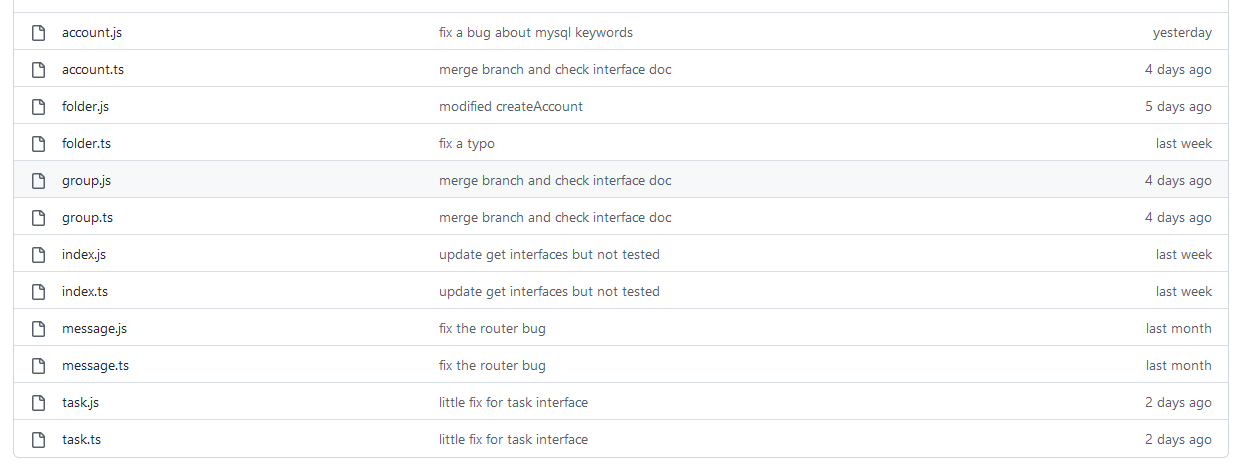 account.js fix a bug about mysql keywords yesterday
account.ts merge branch and check interface doc 4 days ago
folder.js modified createAccount 5 days ago
folder.ts fix a typo last week
group.js merge branch and check interface doc 4 days ago
group.ts merge branch and check interface doc 4 days ago
index.js update get interfaces but not tested last week
index.ts update get interfaces but not tested last week
message.js fix the router bug last month
message.ts fix the router bug last month
task.js little fix for task interface 2 days ago
task.ts little fix for task interface 2 days ago